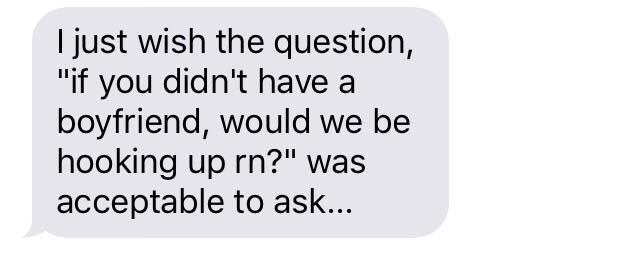 I just wish the question,
"if you didn't have a
boyfriend, would we be
hooking up rn?" was
acceptable to ask...